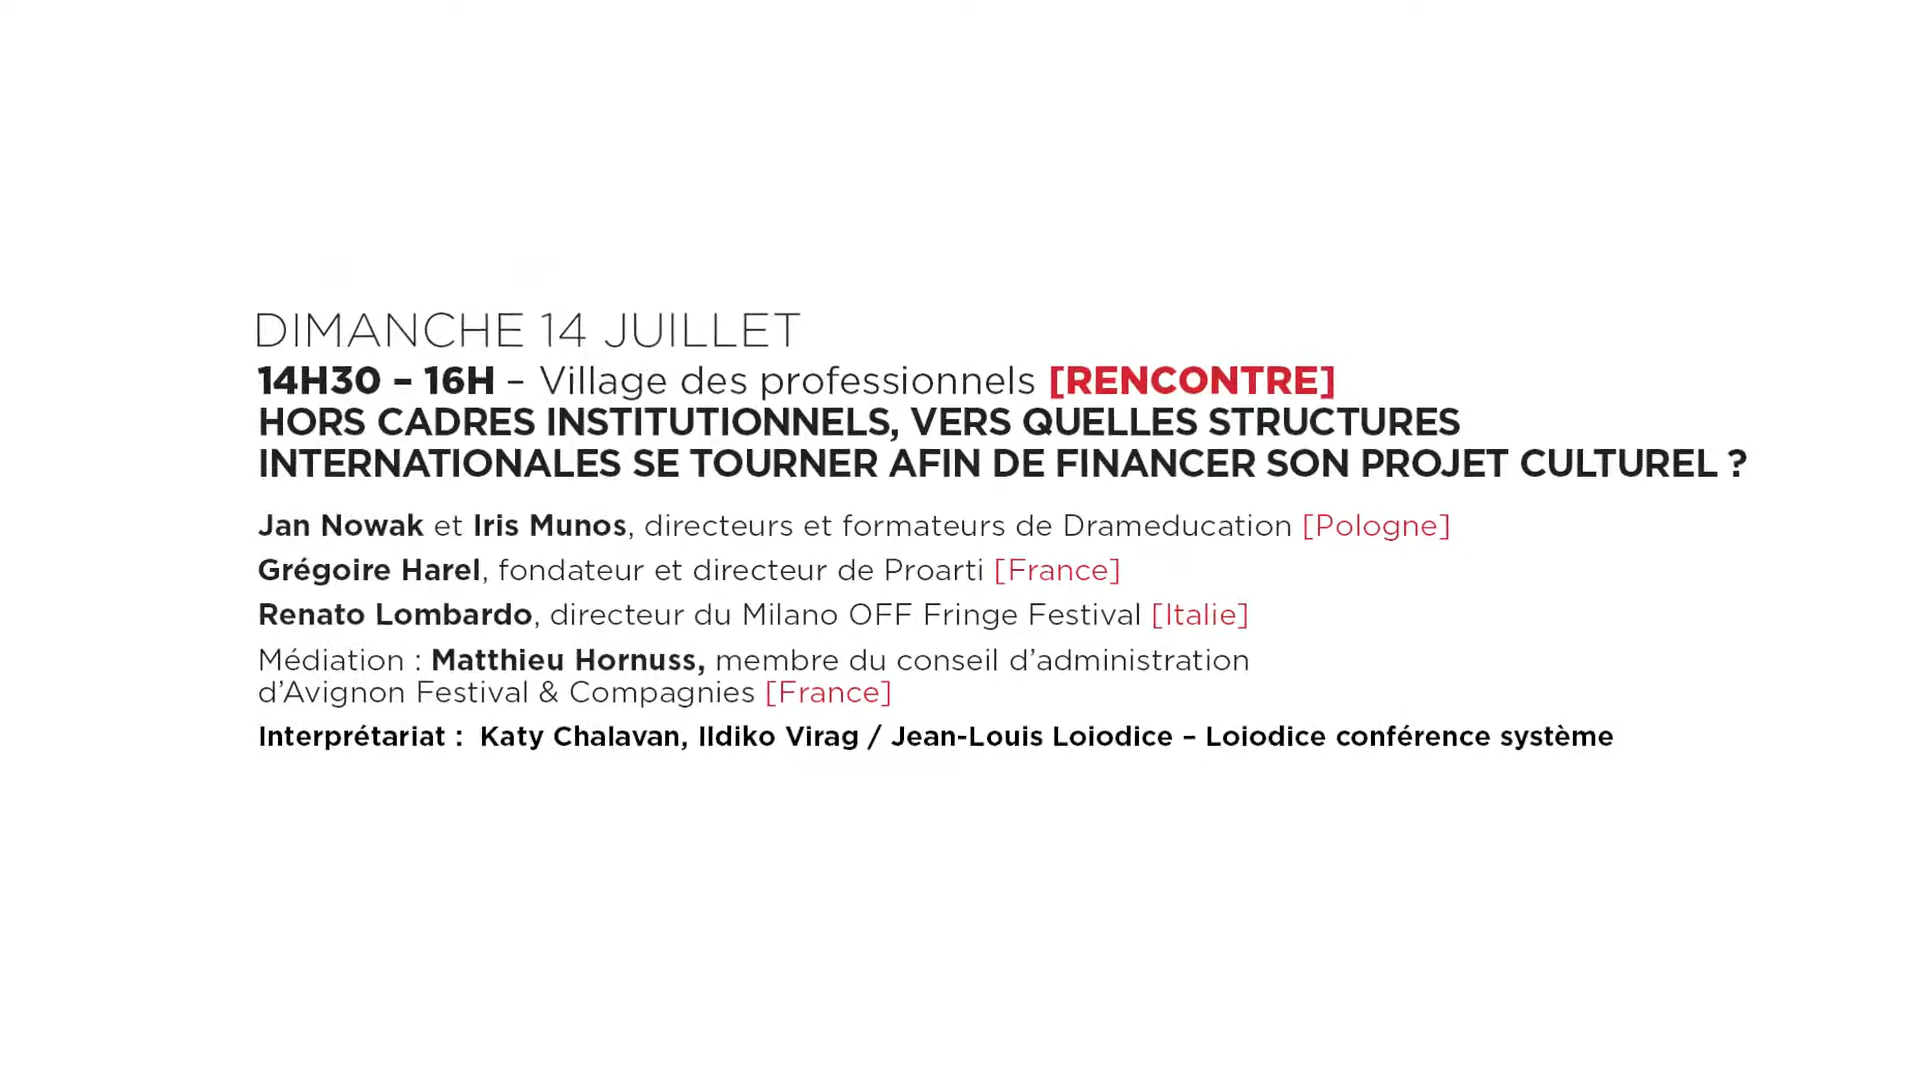 DIMANCHE 14 JUILLET
14H30 – 16H – Village des professionnels [RENCONTRE]
HORS CADRES INSTITUTIONNELS, VERS QUELLES STRUCTURES
INTERNATIONALES SE TOURNER AFIN DE FINANCER SON PROJET CULTUREL ?
Jan Nowak et Iris Munos, directeurs et formateurs de Drameducation [Pologne]
Grégoire Harel, fondateur et directeur de Proarti [France]
Renato Lombardo, directeur du Milano OFF Fringe Festival [Italie]
Médiation : Matthieu Hornuss, membre du conseil d’administration
d’Avignon Festival & Compagnies [France]
Interprétariat : Katy Chalavan, Ildiko Virag / Jean-Louis Loiodice – Loiodice conférence système